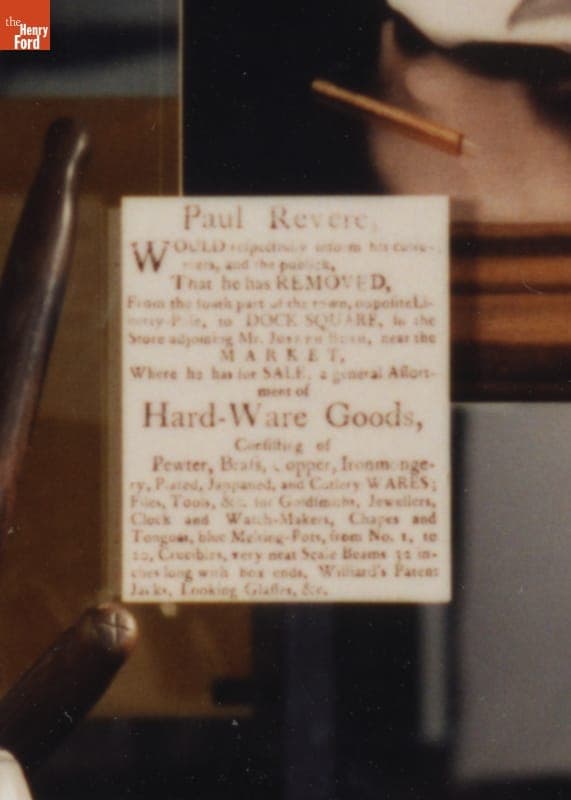 the
Henry
Ford
Paul Revere,
WOULD respectfully inform his custo-
mers, and the publick,
That he has REMOVED,
From the south part of the town, opposite Li-
berty-Pole, to DOCK SQUARE, in the
Store adjoining Mr. JOSEPH BUSH, near the
MARKET,
Where he has for SALE, a general Assort-
ment of
Hard-Ware Goods,
Consisting of
Pewter, Brass, Copper, Ironmonge-
ry, Plated, Jappaned, and Cutlery WARES;
Files, Tools, &c. for Goldsmiths, Jewellers,
Clock and Watch-Makers, Chapes and
Tongues, blue Melting-Pots, from No. 1, to
20, Crucibles, very neat Scale Beams 32 in-
ches long with box ends, Williard's Patent
Jacks, Looking Glasses, &c.